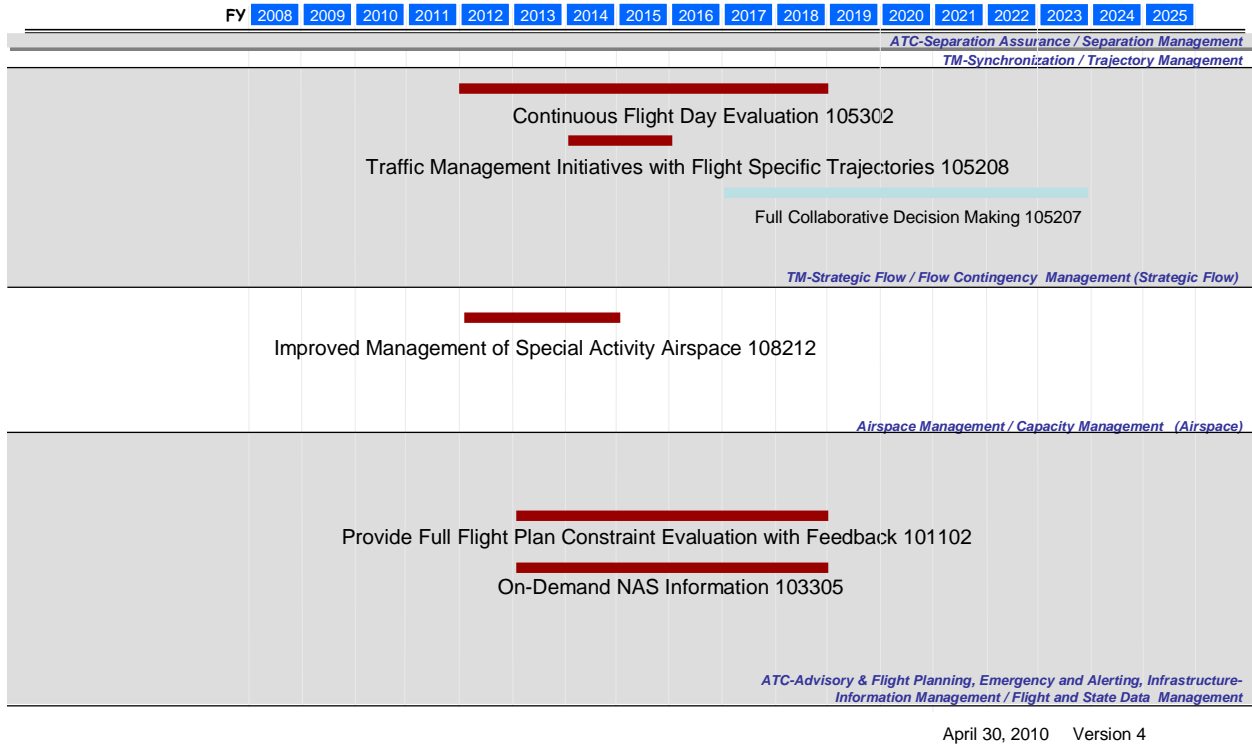 FY 2008 2009 2010 2011 2012 2013 2014 2015 2016 2017 2018 2019 2020 2021 2022 2023 2024 2025
ATC-Separation Assurance / Separation Management
TM-Synchronization / Trajectory Management
Continuous Flight Day Evaluation 105302
Traffic Management Initiatives with Flight Specific Trajectories 105208
Full Collaborative Decision Making 105207
TM-Strategic Flow / Flow Contingency Management (Strategic Flow)
Improved Management of Special Activity Airspace 108212
Airspace Management / Capacity Management (Airspace)
Provide Full Flight Plan Constraint Evaluation with Feedback 101102
On-Demand NAS Information 103305
ATC-Advisory & Flight Planning, Emergency and Alerting, Infrastructure-
Information Management / Flight and State Data Management
April 30, 2010 Version 4